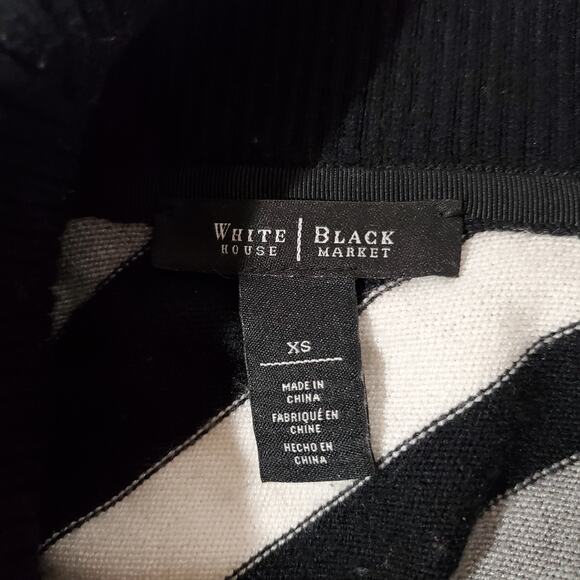 WHITE | BLACK
HOUSE | MARKET
XS
MADE IN
CHINA
FABRIQUÉ EN
CHINE
HECHO EN
CHINA